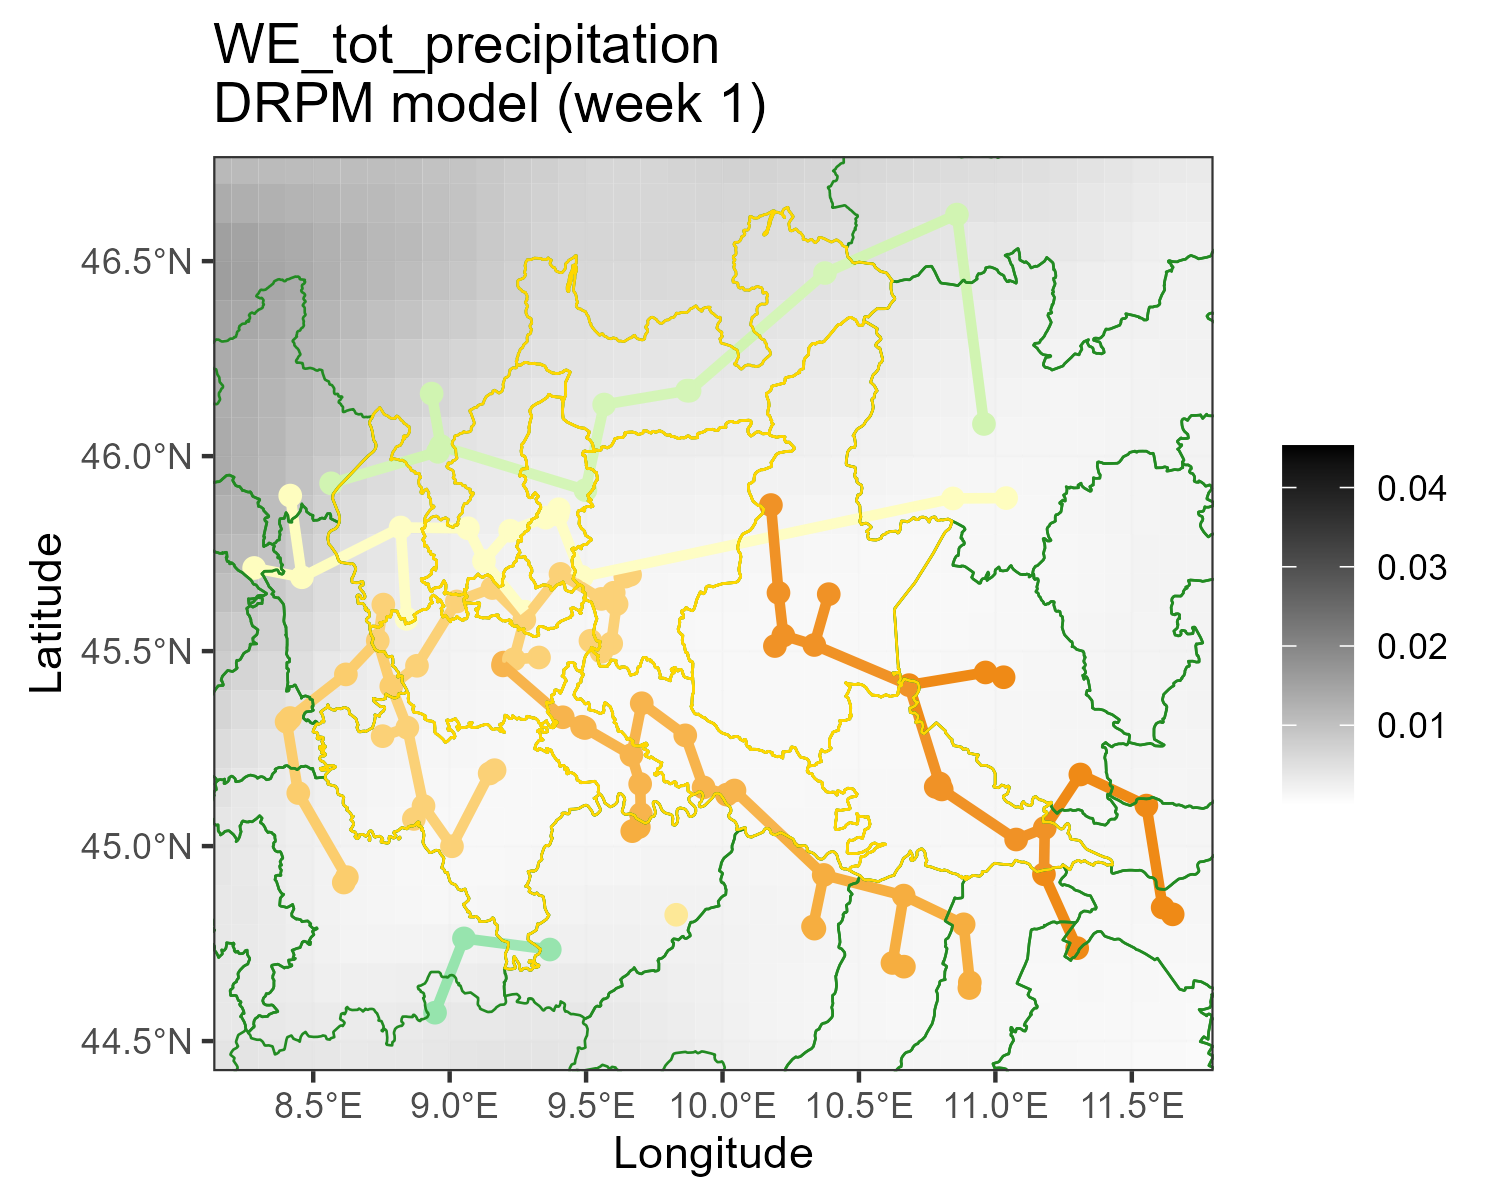 WE_tot_precipitation
DRPM model (week 1)
46.5°N
46.0°N
45.5°N
45.0°N
44.5°N
Latitude
8.5°E 9.0°E 9.5°E 10.0°E 10.5°E 11.0°E 11.5°E
Longitude
0.04
0.03
0.02
0.01